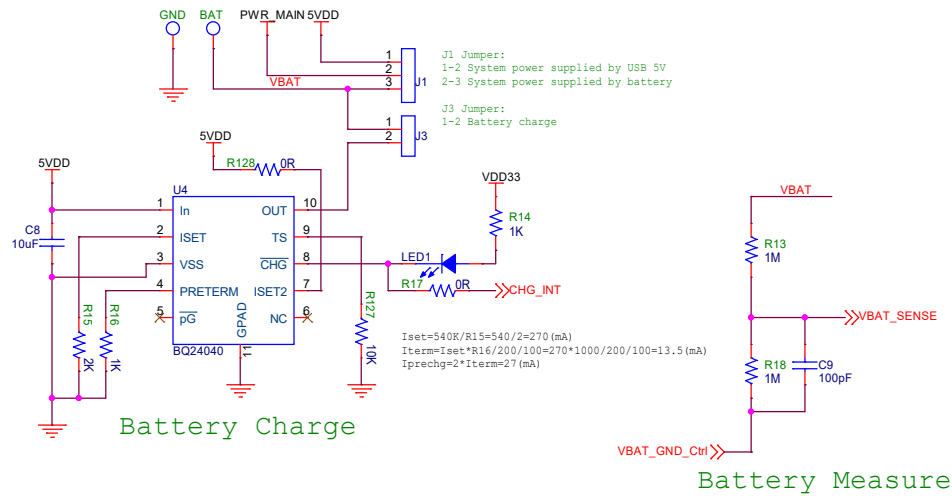 GND BAT PWR_MAIN 5VDD
1
2
3
VBAT
J1
J1 Jumper:
1-2 System power supplied by USB 5V
2-3 System power supplied by battery
J3 Jumper:
1-2 Battery charge
1
2
J3
5VDD
R128 0R
5VDD
C8
10uF
U4
1 In
2 ISET
3 VSS
4 PRETERM
5 pG
OUT 10
TS 9
CHG 8
ISET2 7
NC 6
GPAD
11
BQ24040
R15
2K
R16
1K
VDD33
R14
1K
LED1
R17 0R
CHG_INT
R127
10K
Iset=540K/R15=540/2=270(mA)
Iterm=Iset*R16/200/100=270*1000/200/100=13.5(mA)
Iprechg=2*Iterm=27(mA)
Battery Charge
VBAT
R13
1M
VBAT_SENSE
R18
1M
C9
100pF
VBAT_GND_Ctrl
Battery Measure